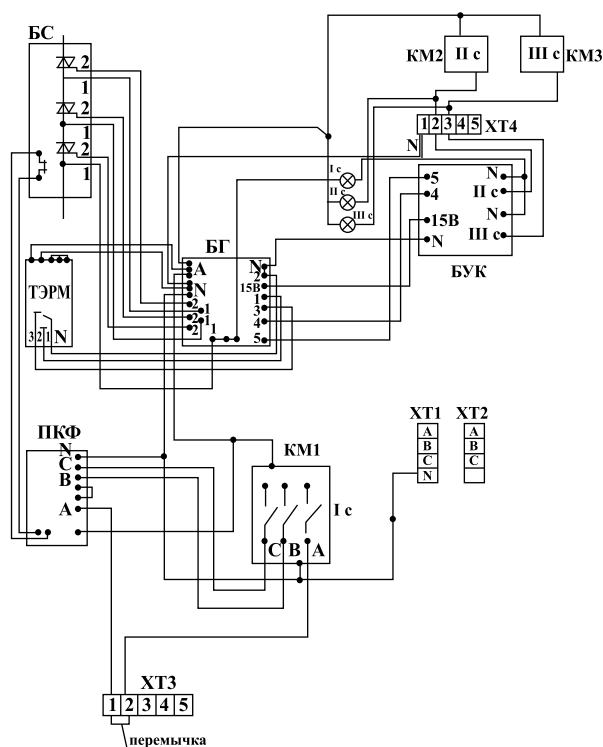 БС
2
1
2
1
2
1
КМ2
II с
III с
КМ3
1 2 3 4 5
ХТ4
N
I с
II с
III с
5
4
15В
N
N
II с
N
III с
БУК
БГ
А
N
2
2
2
1
1
1
N
2
15В
1
3
4
5
ТЭРМ
3 2 1 N
ПКФ
N
С
В
А
КМ1
I с
С В А
ХТ1
А
В
С
N
ХТ2
А
В
С
ХТ3
1 2 3 4 5
перемычка